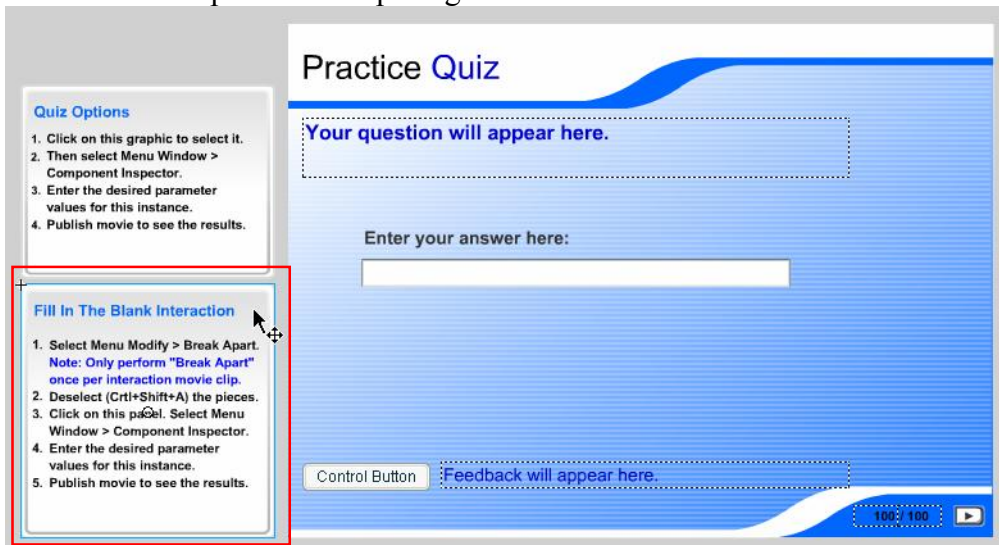 Practice Quiz
Quiz Options
1. Click on this graphic to select it.
2. Then select Menu Window >
Component Inspector.
3. Enter the desired parameter
values for this instance.
4. Publish movie to see the results.
Fill In The Blank Interaction
1. Select Menu Modify > Break Apart.
Note: Only perform "Break Apart"
once per interaction movie clip.
2. Deselect (Crtl+Shift+A) the pieces.
3. Click on this panel. Select Menu
Window > Component Inspector.
4. Enter the desired parameter
values for this instance.
5. Publish movie to see the results.
Your question will appear here.
Enter your answer here:
Control Button
Feedback will appear here.
100 / 100